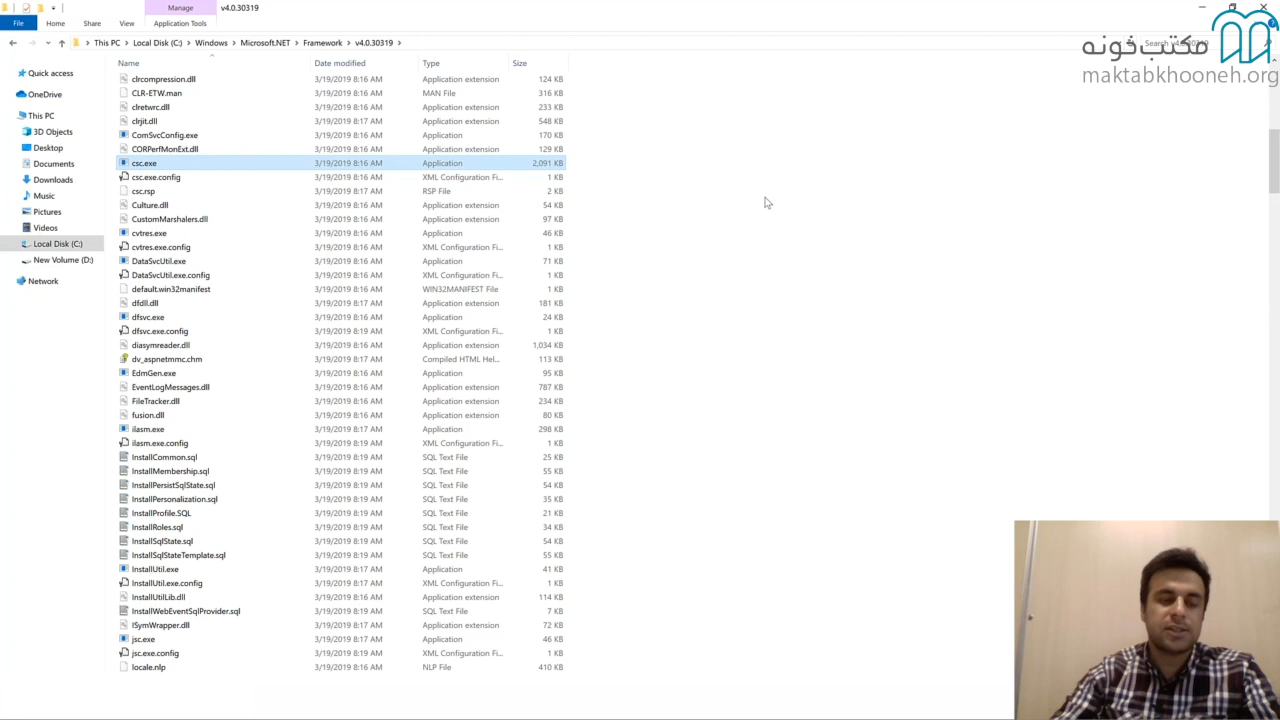 Manage
v4.0.30319
File
Home
Share
View
Application Tools
This PC
Local Disk (C:)
Windows
Microsoft.NET
Framework
v4.0.30319
Search v4.0.30319
مکتب‌خونه
maktabkhooneh.org
Name
Date modified
Type
Size
Quick access
OneDrive
This PC
3D Objects
Desktop
Documents
Downloads
Music
Pictures
Videos
Local Disk (C:)
New Volume (D:)
Network
clrcompression.dll 3/19/2019 8:16 AM Application extension 124 KB
CLR-ETW.man 3/19/2019 8:16 AM MAN File 316 KB
clretwrc.dll 3/19/2019 8:16 AM Application extension 233 KB
clrjit.dll 3/19/2019 8:17 AM Application extension 548 KB
ComSvcConfig.exe 3/19/2019 8:16 AM Application 170 KB
CORPerfMonExt.dll 3/19/2019 8:16 AM Application extension 129 KB
csc.exe 3/19/2019 8:16 AM Application 2,091 KB
csc.exe.config 3/19/2019 8:16 AM XML Configuration Fi... 1 KB
csc.rsp 3/19/2019 8:17 AM RSP File 2 KB
Culture.dll 3/19/2019 8:16 AM Application extension 54 KB
CustomMarshalers.dll 3/19/2019 8:16 AM Application extension 97 KB
cvtres.exe 3/19/2019 8:17 AM Application 46 KB
cvtres.exe.config 3/19/2019 8:16 AM XML Configuration Fi... 1 KB
DataSvcUtil.exe 3/19/2019 8:16 AM Application 71 KB
DataSvcUtil.exe.config 3/19/2019 8:16 AM XML Configuration Fi... 1 KB
default.win32manifest 3/19/2019 8:16 AM WIN32MANIFEST File 1 KB
dfdll.dll 3/19/2019 8:17 AM Application extension 181 KB
dfsvc.exe 3/19/2019 8:16 AM Application 24 KB
dfsvc.exe.config 3/19/2019 8:19 AM XML Configuration Fi... 1 KB
diasymreader.dll 3/19/2019 8:16 AM Application extension 1,034 KB
dv_aspnetmmc.chm 3/19/2019 8:17 AM Compiled HTML Hel... 113 KB
EdmGen.exe 3/19/2019 8:16 AM Application 95 KB
EventLogMessages.dll 3/19/2019 8:16 AM Application extension 787 KB
FileTracker.dll 3/19/2019 8:16 AM Application extension 234 KB
fusion.dll 3/19/2019 8:16 AM Application extension 80 KB
ilasm.exe 3/19/2019 8:17 AM Application 298 KB
ilasm.exe.config 3/19/2019 8:19 AM XML Configuration Fi... 1 KB
InstallCommon.sql 3/19/2019 8:19 AM SQL Text File 25 KB
InstallMembership.sql 3/19/2019 8:19 AM SQL Text File 55 KB
InstallPersistSqlState.sql 3/19/2019 8:19 AM SQL Text File 54 KB
InstallPersonalization.sql 3/19/2019 8:19 AM SQL Text File 35 KB
InstallProfile.SQL 3/19/2019 8:19 AM SQL Text File 21 KB
InstallRoles.sql 3/19/2019 8:19 AM SQL Text File 34 KB
InstallSqlState.sql 3/19/2019 8:19 AM SQL Text File 54 KB
InstallSqlStateTemplate.sql 3/19/2019 8:19 AM SQL Text File 55 KB
InstallUtil.exe 3/19/2019 8:17 AM Application 41 KB
InstallUtil.exe.config 3/19/2019 8:19 AM XML Configuration Fi... 1 KB
InstallUtilLib.dll 3/19/2019 8:17 AM Application extension 114 KB
InstallWebEventSqlProvider.sql 3/19/2019 8:19 AM SQL Text File 7 KB
ISymWrapper.dll 3/19/2019 8:17 AM Application extension 72 KB
jsc.exe 3/19/2019 8:17 AM Application 46 KB
jsc.exe.config 3/19/2019 8:19 AM XML Configuration Fi... 1 KB
locale.nlp 3/19/2019 8:16 AM NLP File 410 KB